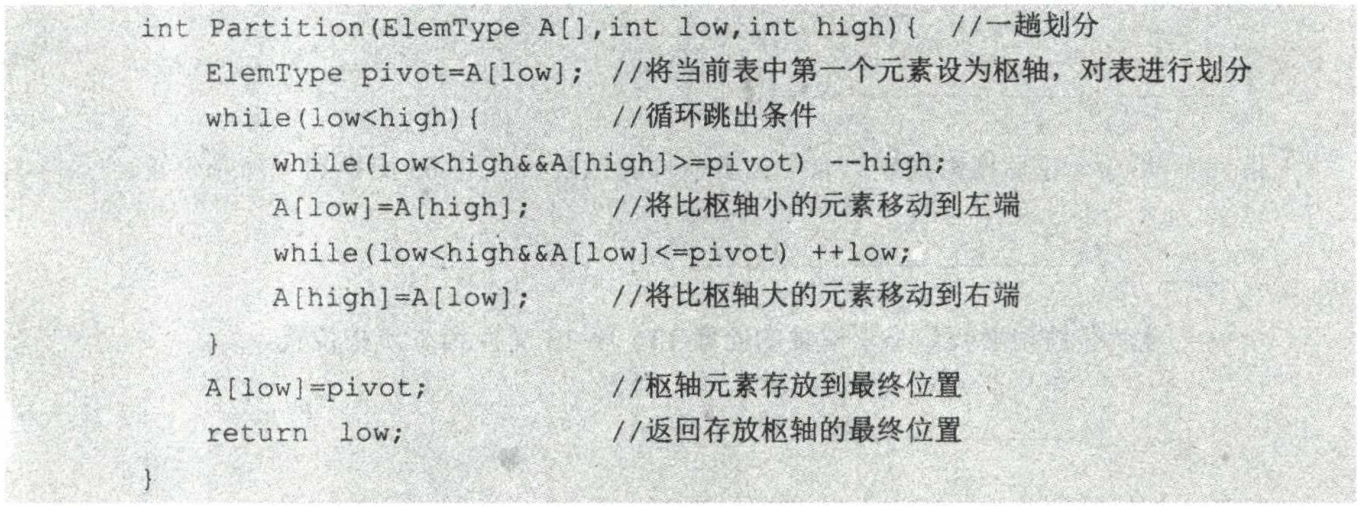 int Partition(ElemType A[],int low,int high){ //一趟划分
ElemType pivot=A[low]; //将当前表中第一个元素设为枢轴，对表进行划分
while(low<high){ //循环跳出条件
while(low<high&&A[high]>=pivot) --high;
A[low]=A[high]; //将比枢轴小的元素移动到左端
while(low<high&&A[low]<=pivot) ++low;
A[high]=A[low]; //将比枢轴大的元素移动到右端
}
A[low]=pivot; //枢轴元素存放到最终位置
return low; //返回存放枢轴的最终位置
}